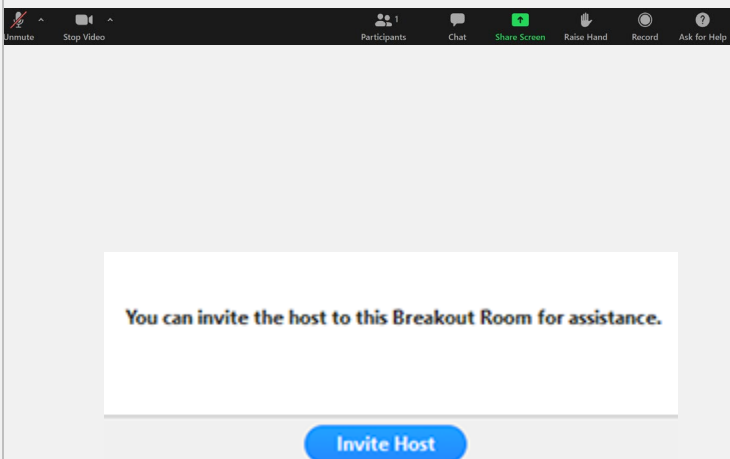 1
Unmute Stop Video Participants Chat Share Screen Raise Hand Record Ask for Help
You can invite the host to this Breakout Room for assistance.
Invite Host